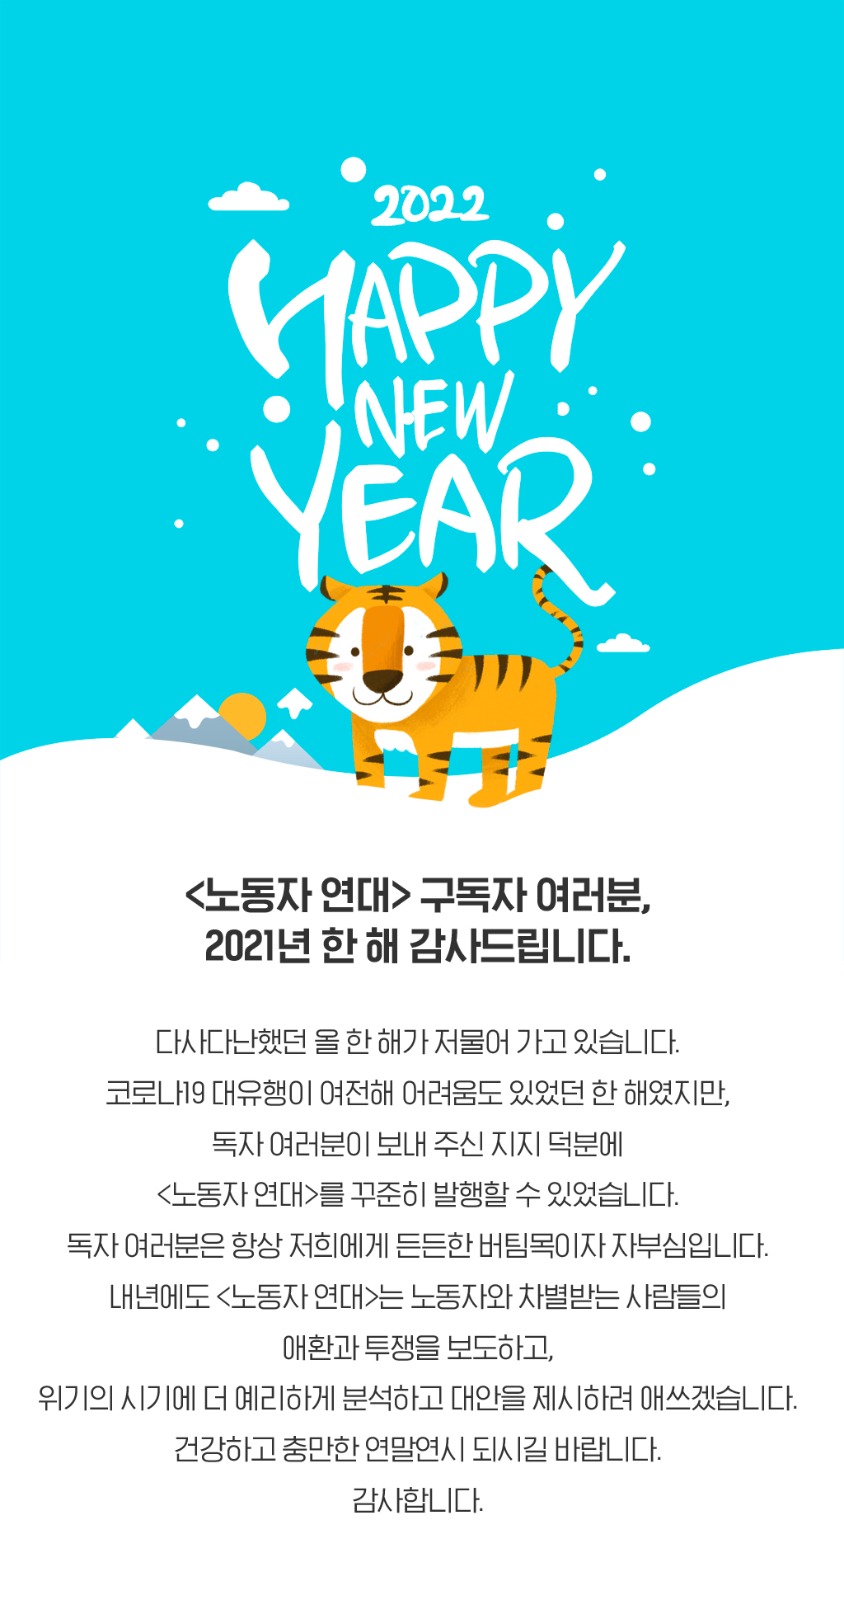 2022
HAPPY
NEW
YEAR
<노동자 연대> 구독자 여러분,
2021년 한 해 감사드립니다.
다사다난했던 올 한 해가 저물어 가고 있습니다.
코로나19 대유행이 여전해 어려움도 있었던 한 해였지만,
독자 여러분이 보내 주신 지지 덕분에
<노동자 연대>를 꾸준히 발행할 수 있었습니다.
독자 여러분은 항상 저희에게 든든한 버팀목이자 자부심입니다.
내년에도 <노동자 연대>는 노동자와 차별받는 사람들의
애환과 투쟁을 보도하고,
위기의 시기에 더 예리하게 분석하고 대안을 제시하려 애쓰겠습니다.
건강하고 충만한 연말연시 되시길 바랍니다.
감사합니다.